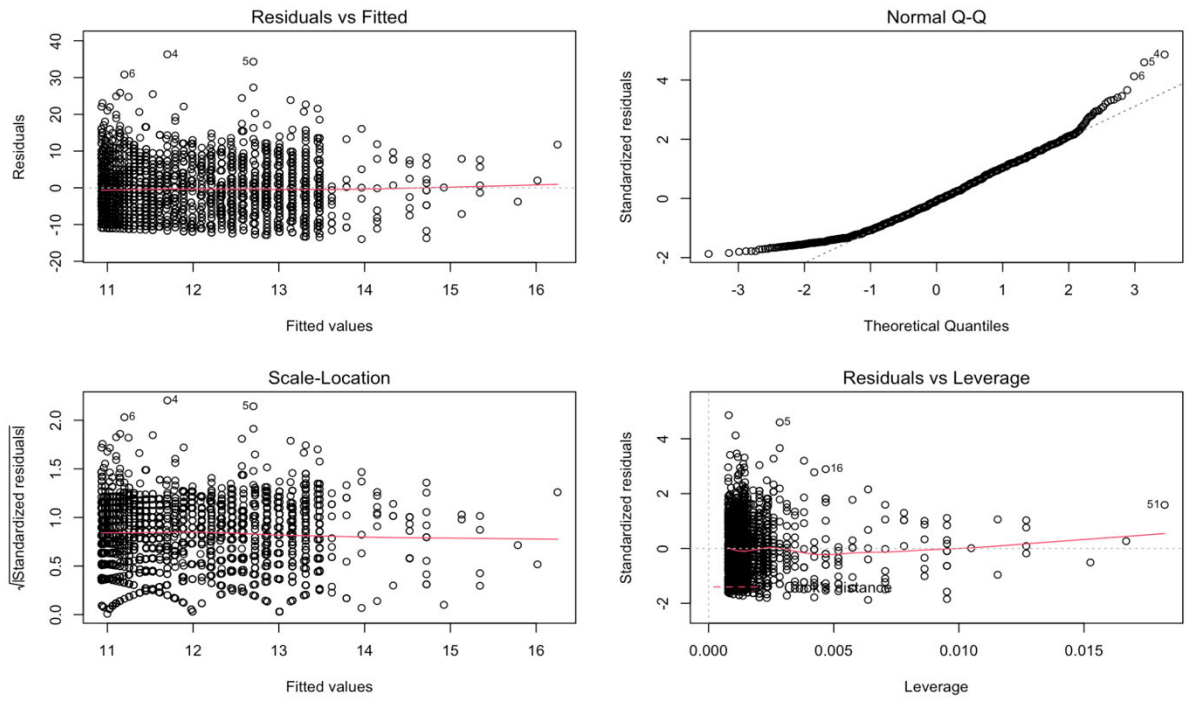 Residuals vs Fitted
Residuals
40
30
20
10
0
-10
-20
4
5
6
11 12 13 14 15 16
Fitted values
Normal Q-Q
Standardized residuals
4
2
0
-2
4
5
6
-3 -2 -1 0 1 2 3
Theoretical Quantiles
Scale-Location
√|Standardized residuals|
2.0
1.5
1.0
0.5
0.0
4
5
6
11 12 13 14 15 16
Fitted values
Residuals vs Leverage
Standardized residuals
4
2
0
-2
5
16
51
Cook's distance
0.000 0.005 0.010 0.015
Leverage